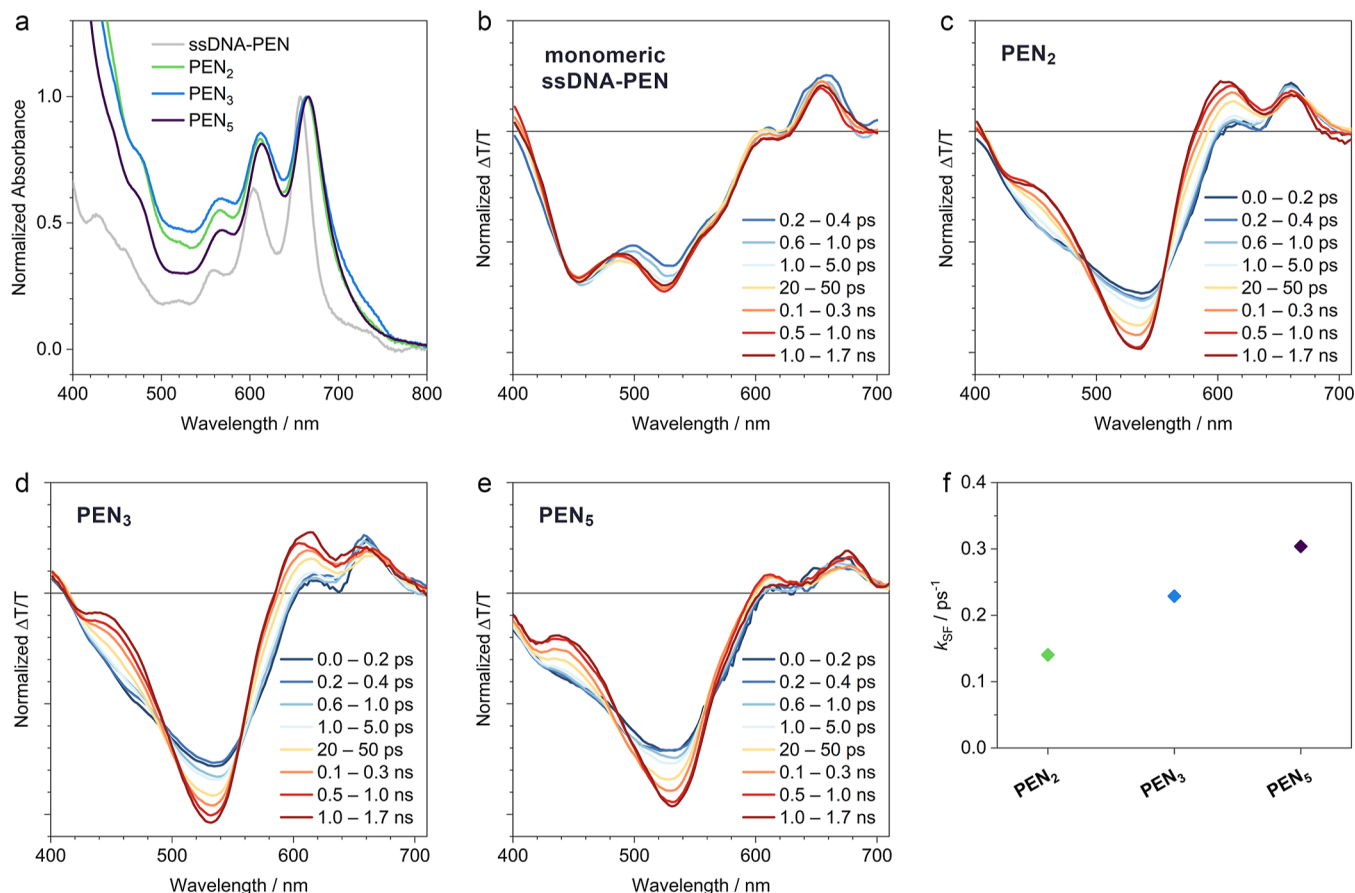 a
ssDNA-PEN
PEN₂
PEN₃
PEN₅
Normalized Absorbance
1.0
0.5
0.0
400 500 600 700 800
Wavelength / nm
b
monomeric
ssDNA-PEN
Normalized ΔT/T
0.2 – 0.4 ps
0.6 – 1.0 ps
1.0 – 5.0 ps
20 – 50 ps
0.1 – 0.3 ns
0.5 – 1.0 ns
1.0 – 1.7 ns
400 500 600 700
Wavelength / nm
c
PEN₂
Normalized ΔT/T
0.0 – 0.2 ps
0.2 – 0.4 ps
0.6 – 1.0 ps
1.0 – 5.0 ps
20 – 50 ps
0.1 – 0.3 ns
0.5 – 1.0 ns
1.0 – 1.7 ns
400 500 600 700
Wavelength / nm
d
PEN₃
Normalized ΔT/T
0.0 – 0.2 ps
0.2 – 0.4 ps
0.6 – 1.0 ps
1.0 – 5.0 ps
20 – 50 ps
0.1 – 0.3 ns
0.5 – 1.0 ns
1.0 – 1.7 ns
400 500 600 700
Wavelength / nm
e
PEN₅
Normalized ΔT/T
0.0 – 0.2 ps
0.2 – 0.4 ps
0.6 – 1.0 ps
1.0 – 5.0 ps
20 – 50 ps
0.1 – 0.3 ns
0.5 – 1.0 ns
1.0 – 1.7 ns
400 500 600 700
Wavelength / nm
f
k_SF / ps⁻¹
0.4
0.3
0.2
0.1
0.0
PEN₂ PEN₃ PEN₅